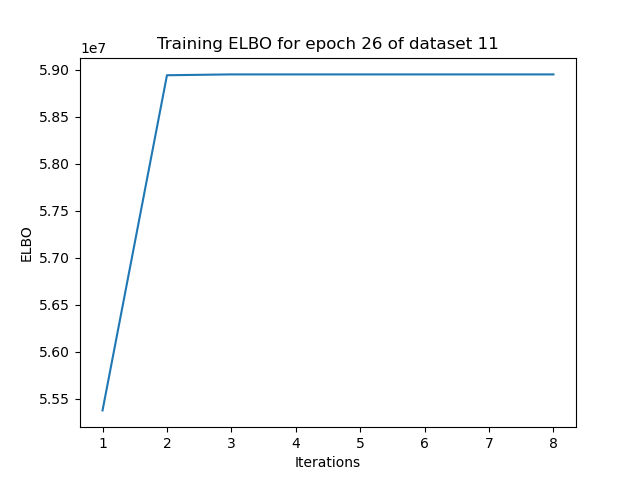 Training ELBO for epoch 26 of dataset 11
1e7
5.90
5.85
5.80
5.75
5.70
5.65
5.60
5.55
ELBO
1 2 3 4 5 6 7 8
Iterations